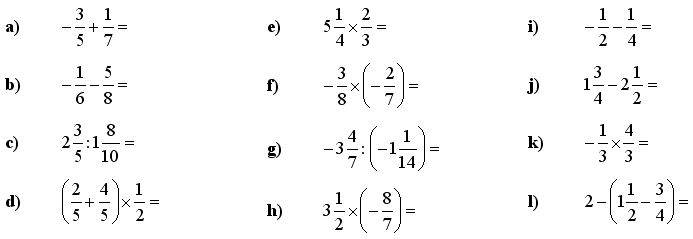 a) -3/5 + 1/7 =
b) -1/6 - 5/8 =
c) 2 3/5 : 1 8/10 =
d) (2/5 + 4/5) × 1/2 =
e) 5 1/4 × 2/3 =
f) -3/8 × (-2/7) =
g) -3 4/7 : (-1 1/14) =
h) 3 1/2 × (-8/7) =
i) -1/2 - 1/4 =
j) 1 3/4 - 2 1/2 =
k) -1/3 × 4/3 =
l) 2 - (1 1/2 - 3/4) =